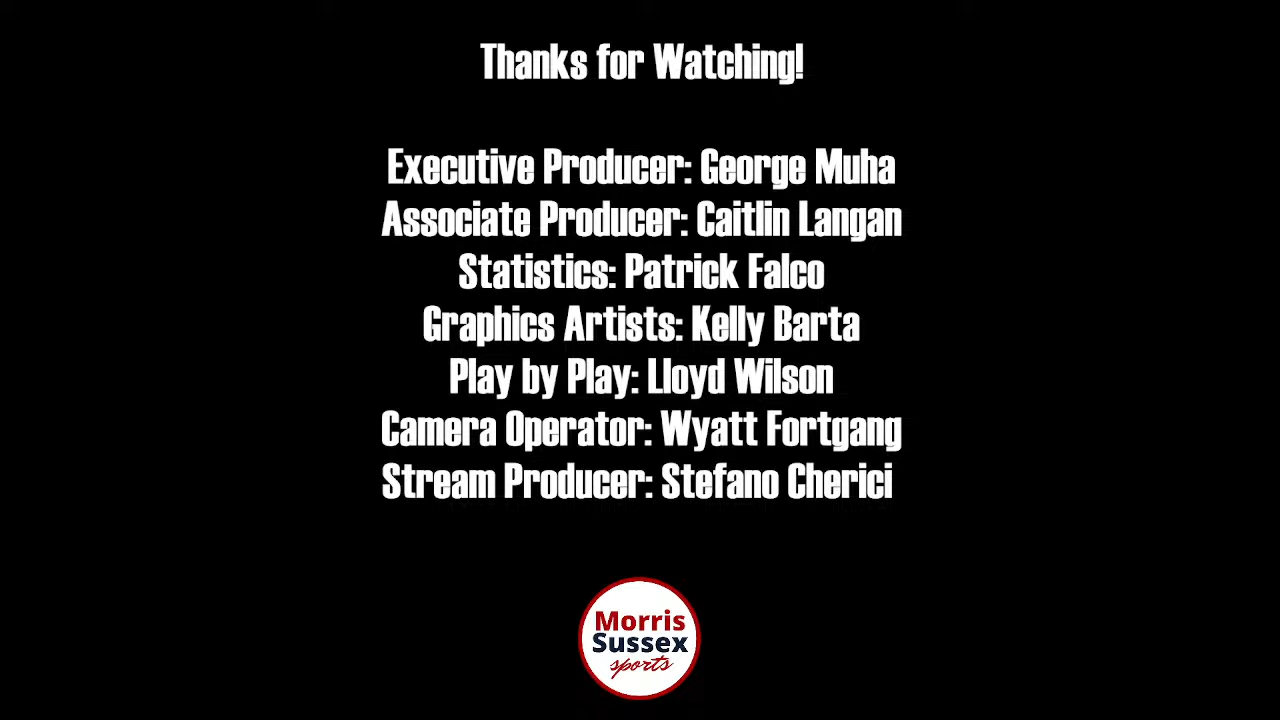 Thanks for Watching!
Executive Producer: George Muha
Associate Producer: Caitlin Langan
Statistics: Patrick Falco
Graphics Artists: Kelly Barta
Play by Play: Lloyd Wilson
Camera Operator: Wyatt Fortgang
Stream Producer: Stefano Cherici
Morris
Sussex
sports